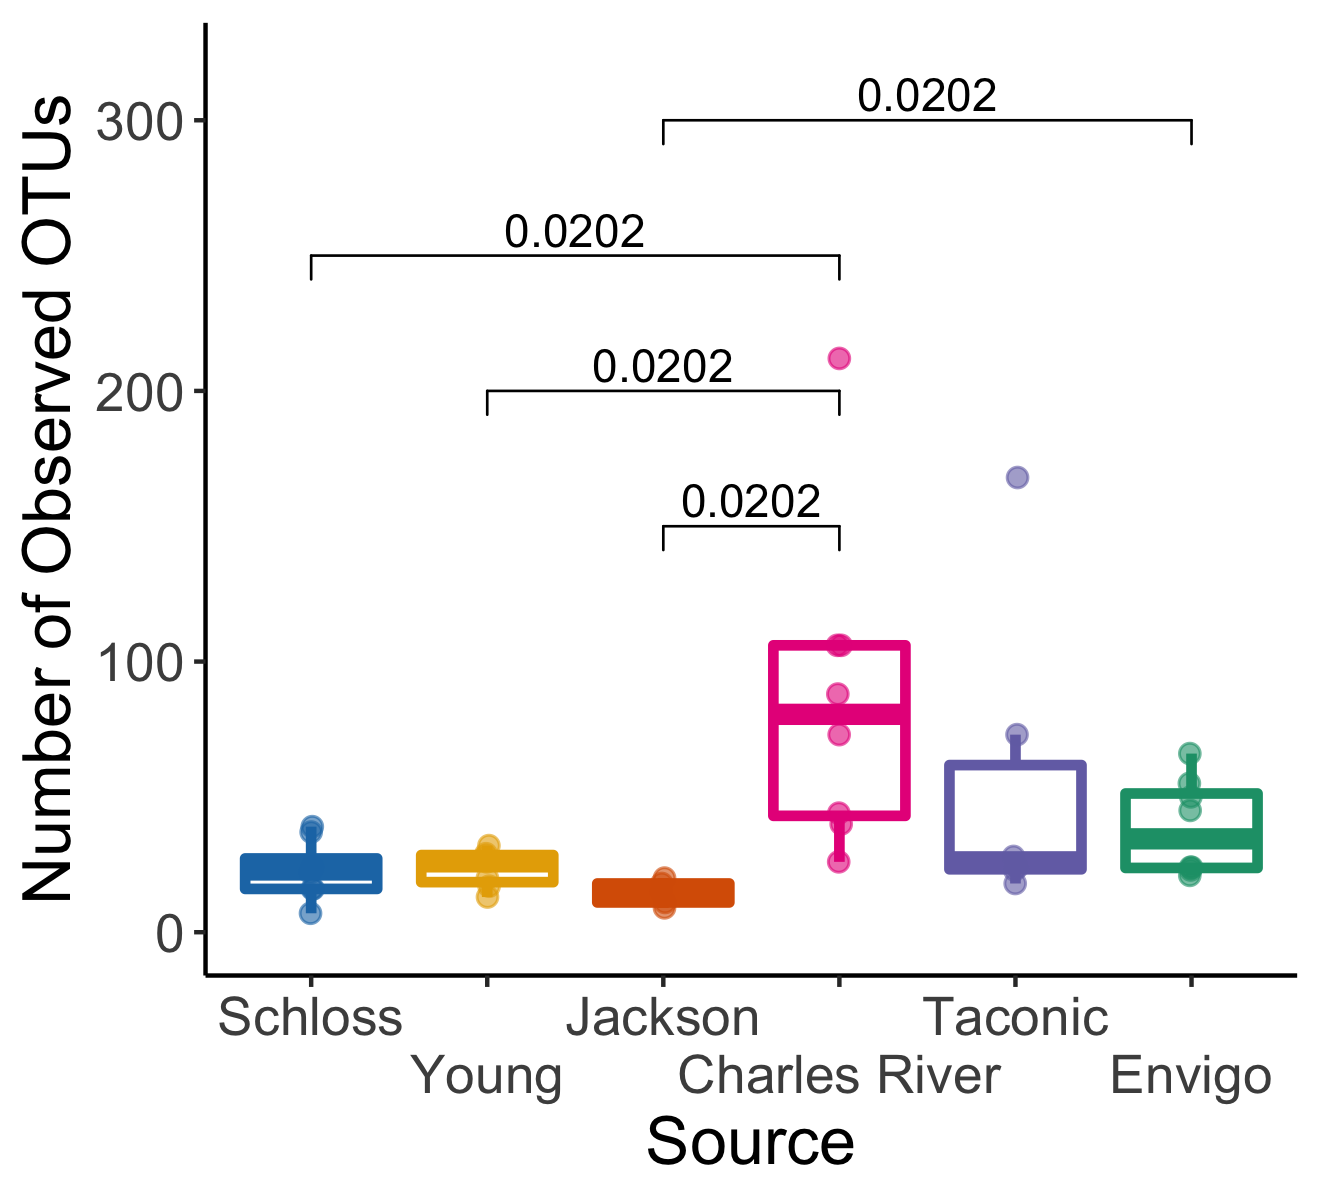 0.0202
300
0.0202
0.0202
200
0.0202
100
0
Number of Observed OTUs
Schloss Jackson Taconic
Young Charles River Envigo
Source